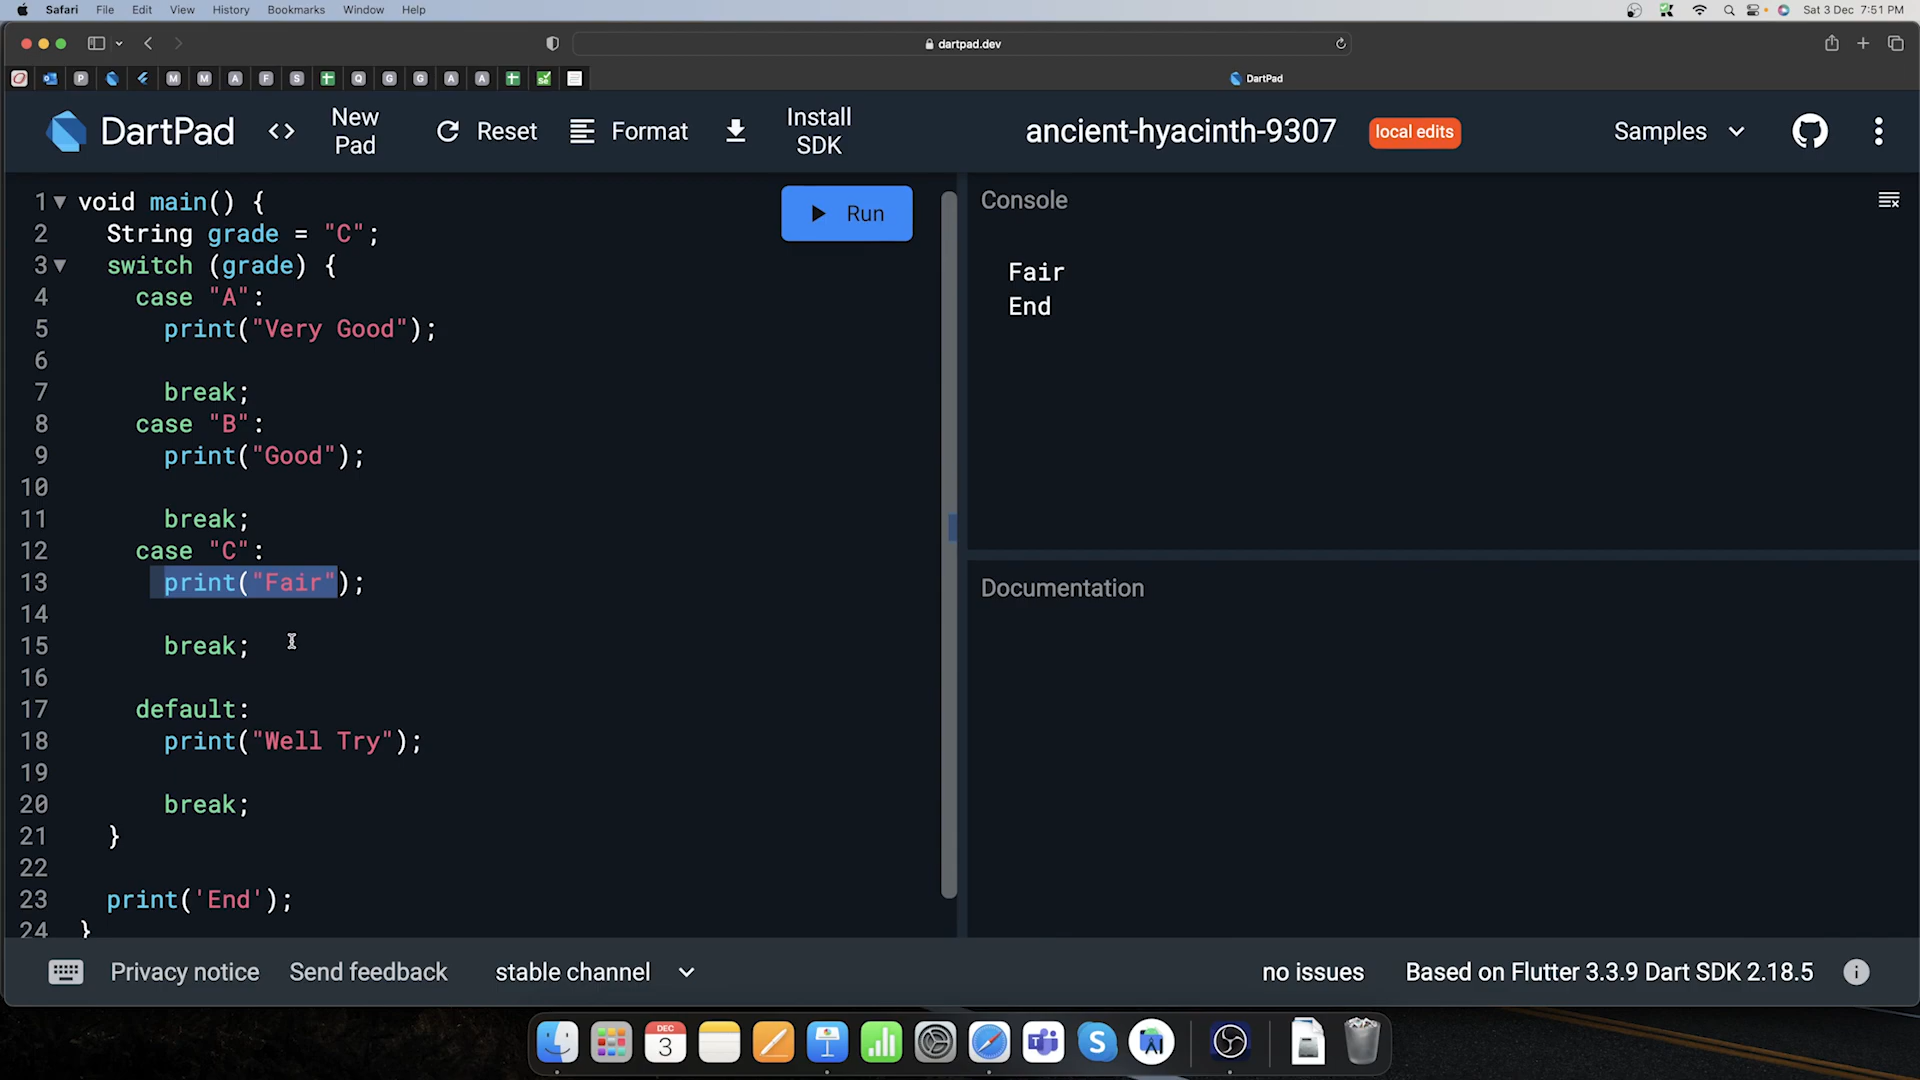 Safari File Edit View History Bookmarks Window Help Sat 3 Dec 7:51 PM
dartpad.dev
DartPad
DartPad <> New Pad Reset Format Install SDK ancient-hyacinth-9307 local edits Samples
Run
1 void main() {
2 String grade = "C";
3 switch (grade) {
4 case "A":
5 print("Very Good");
6
7 break;
8 case "B":
9 print("Good");
10
11 break;
12 case "C":
13 print("Fair");
14
15 break;
16
17 default:
18 print("Well Try");
19
20 break;
21 }
22
23 print('End');
24 }
Console
Fair
End
Documentation
Privacy notice Send feedback stable channel no issues Based on Flutter 3.3.9 Dart SDK 2.18.5
DEC
3